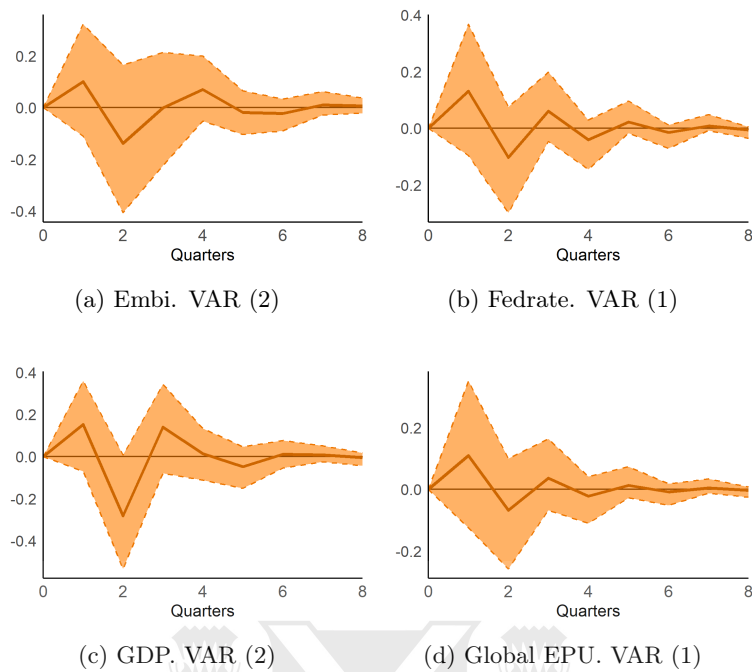 0.2
0.0
-0.2
-0.4
0 2 4 6 8
Quarters
(a) Embi. VAR (2)
0.4
0.2
0.0
-0.2
0 2 4 6 8
Quarters
(b) Fedrate. VAR (1)
0.4
0.2
0.0
-0.2
-0.4
0 2 4 6 8
Quarters
(c) GDP. VAR (2)
0.2
0.0
-0.2
0 2 4 6 8
Quarters
(d) Global EPU. VAR (1)